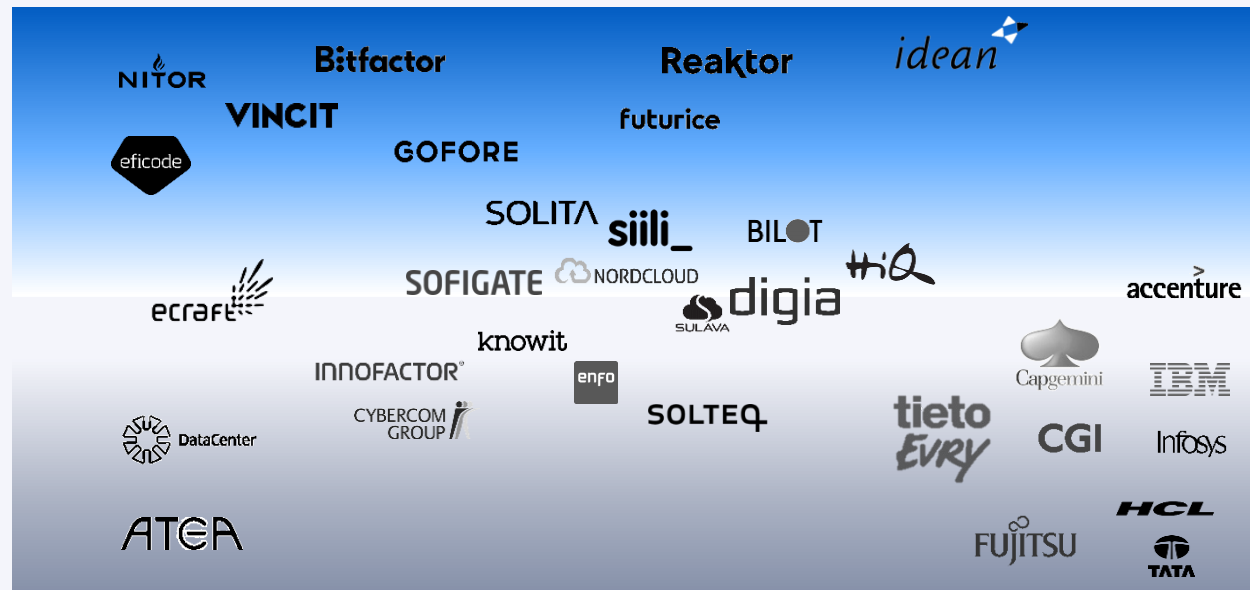 NITOR
Bitfactor
Reaktor
idean
VINCIT
futurice
eficode
GOFORE
SOLITA
siili_
BILOT
HiQ
SOFIGATE
NORDCLOUD
digia
accenture
ecraft
SULAVA
knowit
INNOFACTOR®
enfo
Capgemini
IBM
CYBERCOM
GROUP
SOLTEQ
tieto
EVRY
CGI
Infosys
DataCenter
ATEA
FUJITSU
HCL
TATA